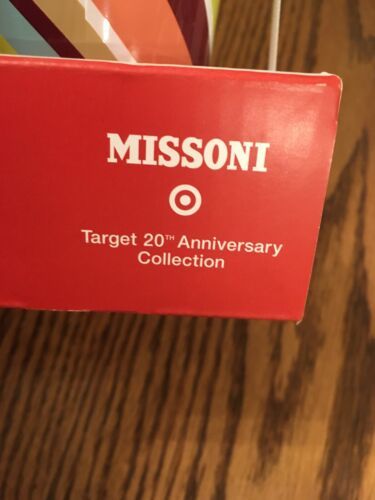 MISSONI
Target 20TH Anniversary
Collection